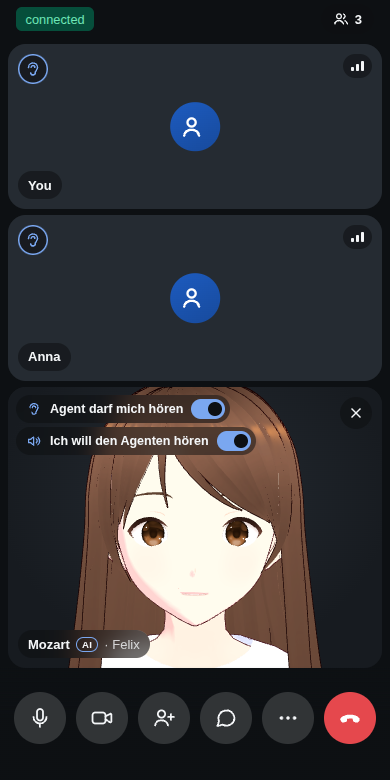 connected
3
You
Anna
Agent darf mich hören
Ich will den Agenten hören
Mozart AI · Felix